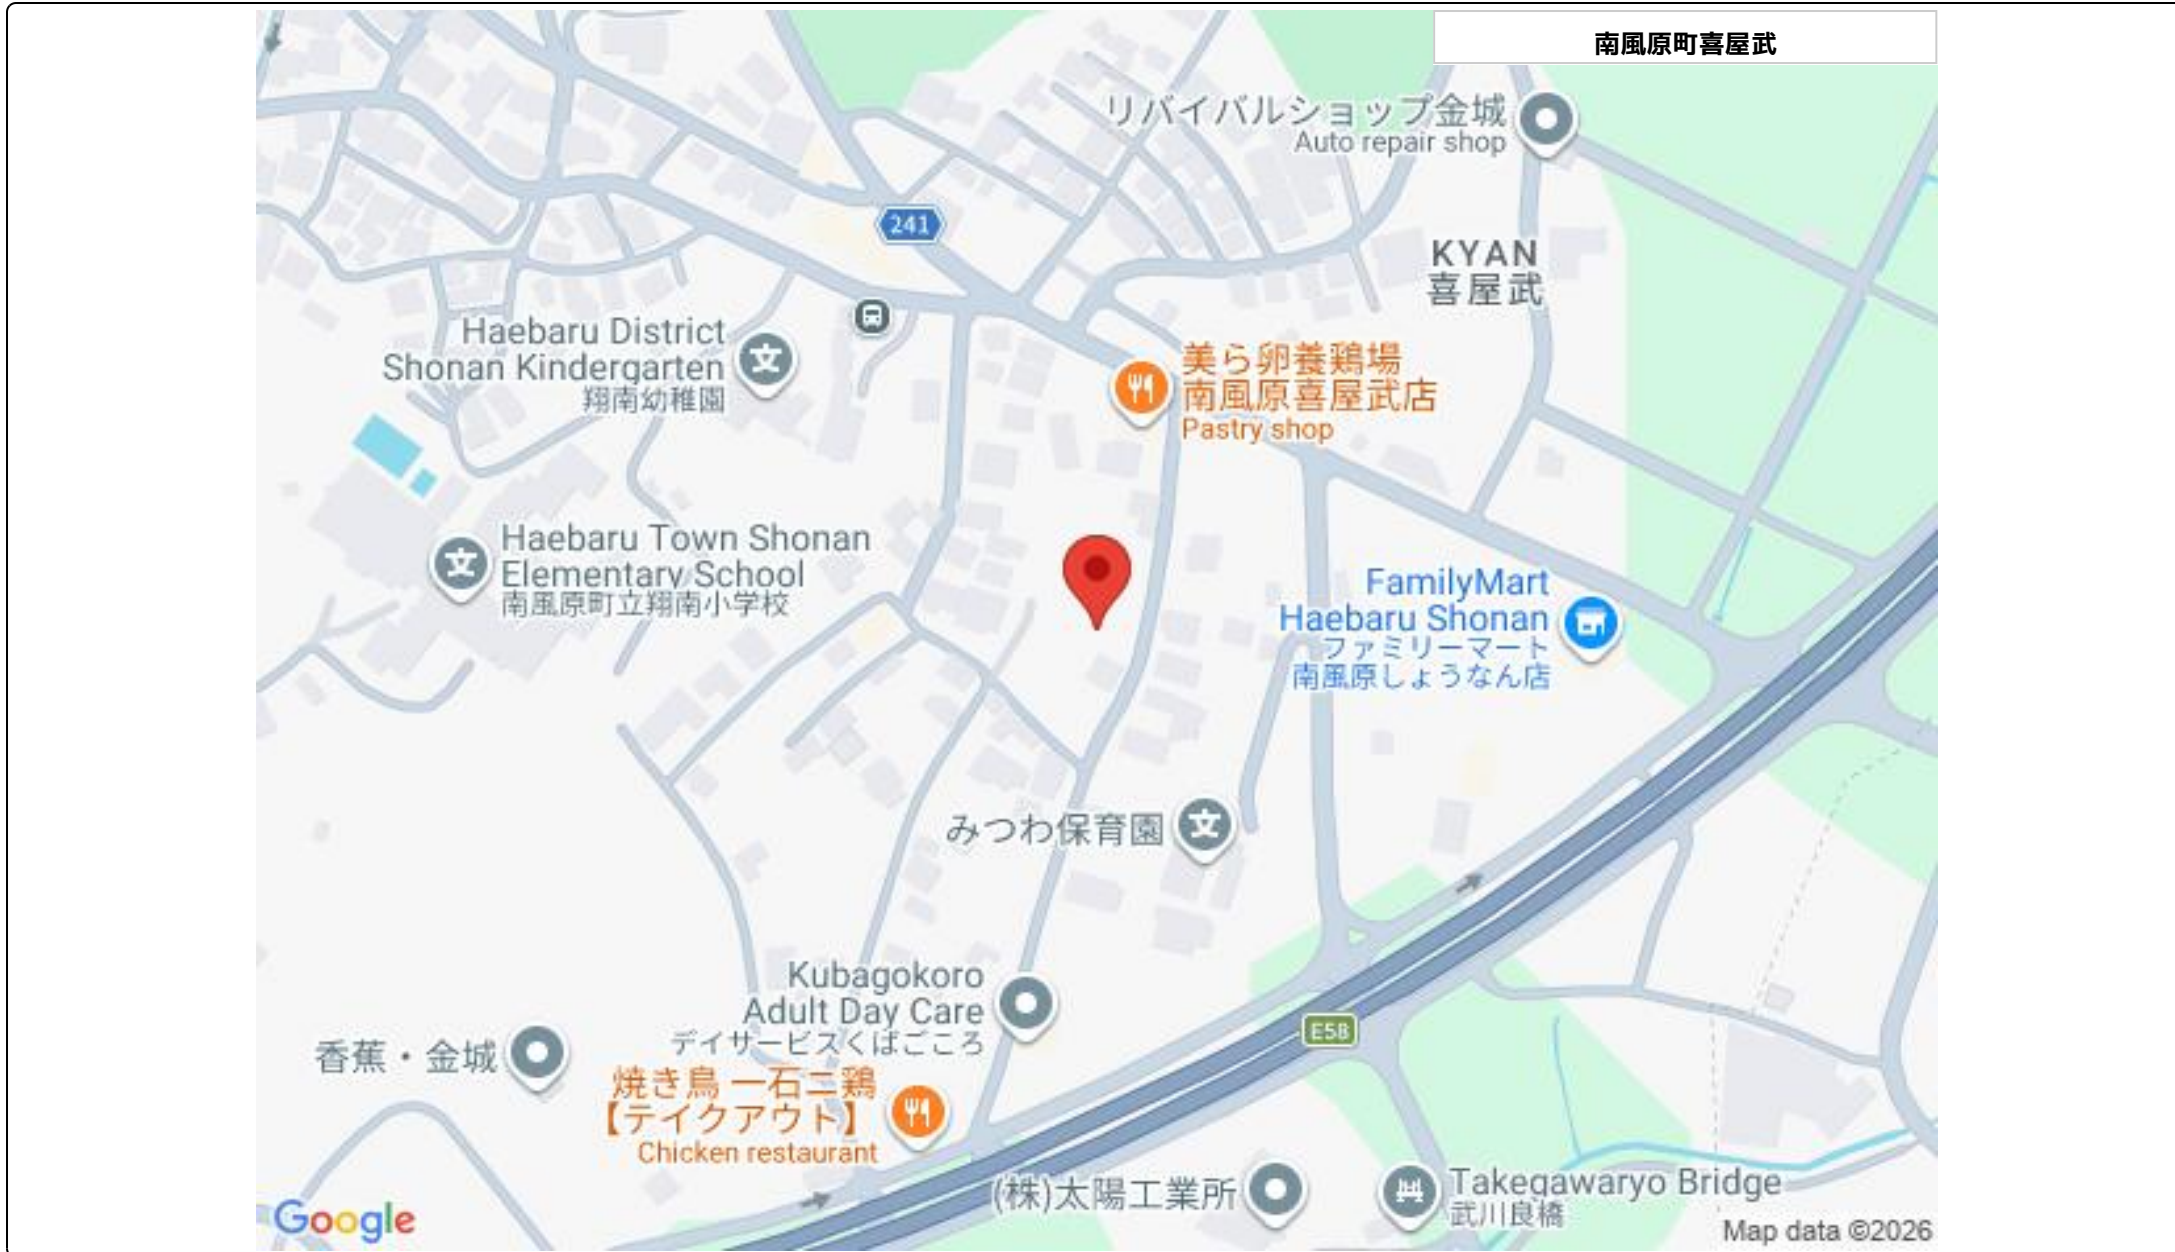 南風原町喜屋武
リバイバルショップ金城
Auto repair shop
241
KYAN
喜屋武
Haebaru District
Shonan Kindergarten
翔南幼稚園
美ら卵養鶏場
南風原喜屋武店
Pastry shop
Haebaru Town Shonan
Elementary School
南風原町立翔南小学校
FamilyMart
Haebaru Shonan
ファミリーマート
南風原しょうなん店
みつわ保育園
Kubagokoro
Adult Day Care
デイサービスくばごころ
E58
香蕉・金城
焼き鳥 一石二鶏
【テイクアウト】
Chicken restaurant
(株)太陽工業所
Takegawaryo Bridge
武川良橋
Google
Map data ©2026